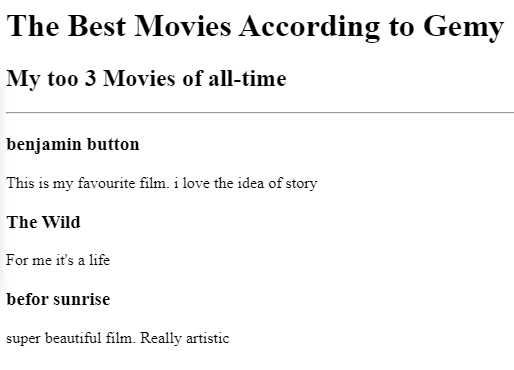 The Best Movies According to Gemy
My too 3 Movies of all-time
benjamin button
This is my favourite film. i love the idea of story
The Wild
For me it's a life
befor sunrise
super beautiful film. Really artistic